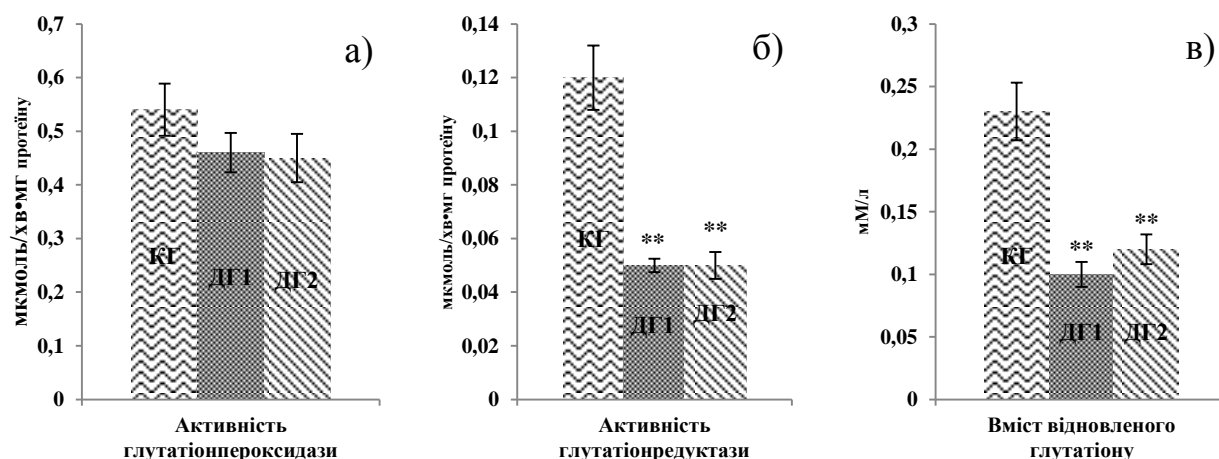 а)
мкмоль/хв•мг протеїну
0,7
0,6
0,5
0,4
0,3
0,2
0,1
0
КГ
ДГ1
ДГ2
Активність
глутатіонпероксидази
б)
мкмоль/хв•мг протеїну
0,14
0,12
0,1
0,08
0,06
0,04
0,02
0
КГ
**
ДГ1
**
ДГ2
Активність
глутатіонредуктази
в)
мМ/л
0,3
0,25
0,2
0,15
0,1
0,05
0
КГ
**
ДГ1
**
ДГ2
Вміст відновленого
глутатіону